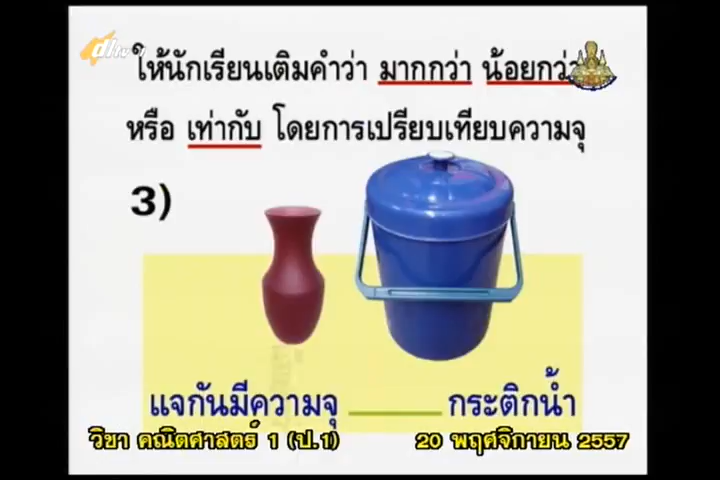 ให้นักเรียนเติมคำว่า มากกว่า น้อยกว่า
หรือ เท่ากับ โดยการเปรียบเทียบความจุ
3)
แจกันมีความจุ กระติกน้ำ
วิชา คณิตศาสตร์ 1 (ป.1) 20 พฤศจิกายน 2557